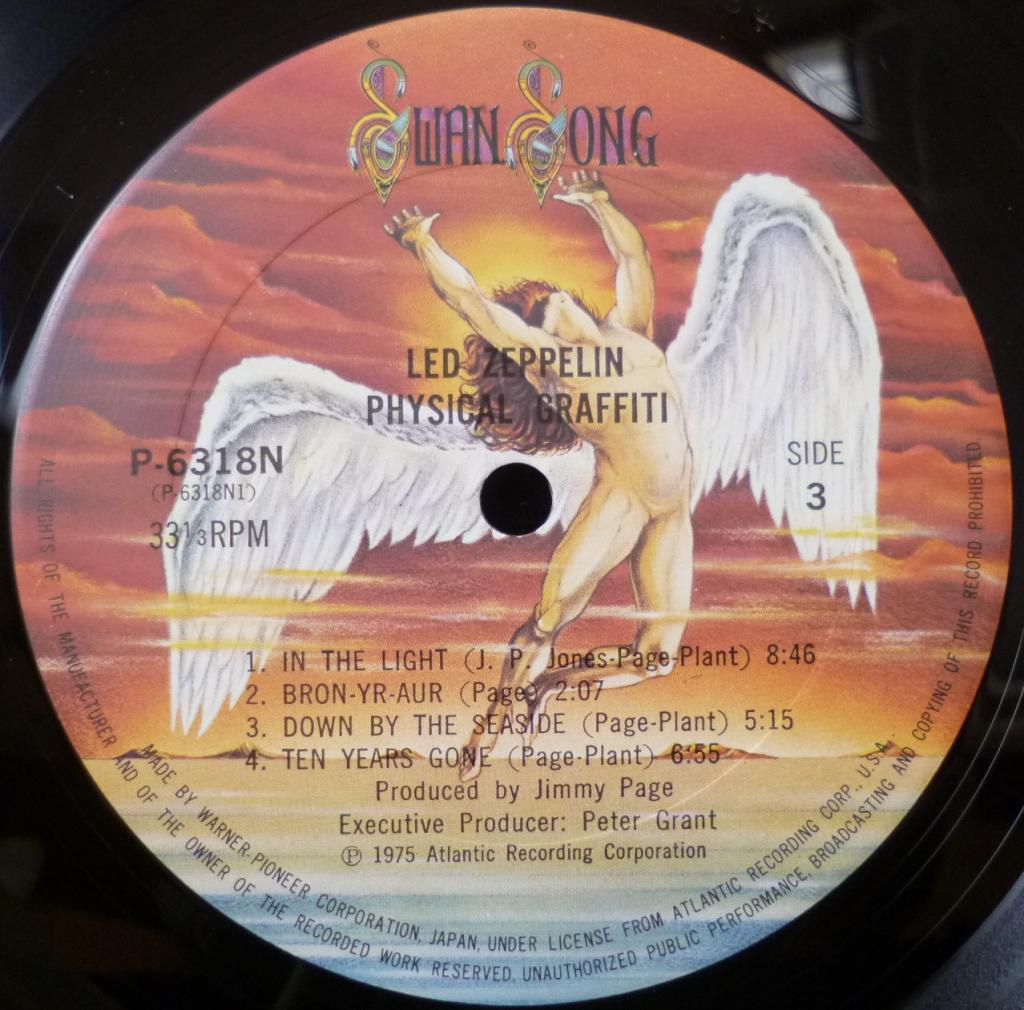 SWAN SONG
LED ZEPPELIN
PHYSICAL GRAFFITI
P-6318N
(P-6318N1)
33 1/3 RPM
SIDE
3
1. IN THE LIGHT (J. P. Jones-Page-Plant) 8:46
2. BRON-YR-AUR (Page) 2:07
3. DOWN BY THE SEASIDE (Page-Plant) 5:15
4. TEN YEARS GONE (Page-Plant) 6:55
Produced by Jimmy Page
Executive Producer: Peter Grant
Ⓟ 1975 Atlantic Recording Corporation
MADE BY WARNER-PIONEER CORPORATION, JAPAN, UNDER LICENSE FROM ATLANTIC RECORDING CORP., U.S.A.
ALL RIGHTS OF THE MANUFACTURER AND OF THE OWNER OF THE RECORDED WORK RESERVED. UNAUTHORIZED PUBLIC PERFORMANCE, BROADCASTING AND COPYING OF THIS RECORD PROHIBITED.